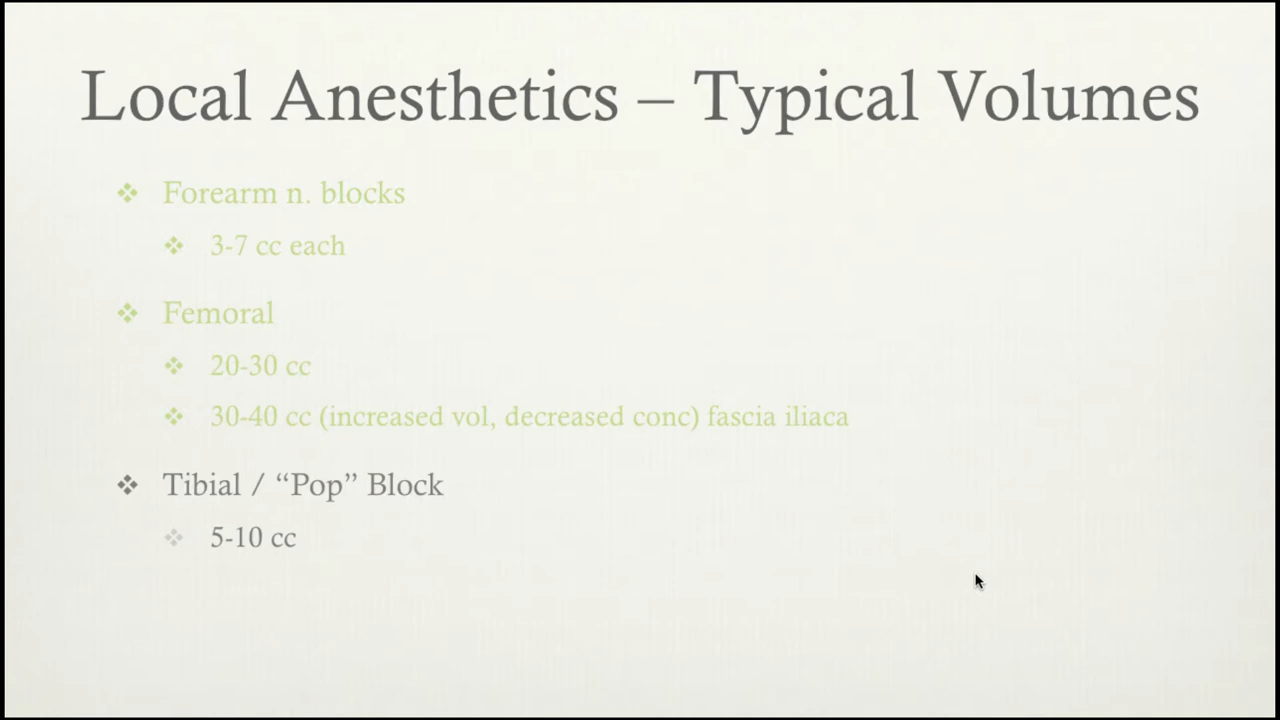 Local Anesthetics – Typical Volumes
Forearm n. blocks
3-7 cc each
Femoral
20-30 cc
30-40 cc (increased vol, decreased conc) fascia iliaca
Tibial / “Pop” Block
5-10 cc